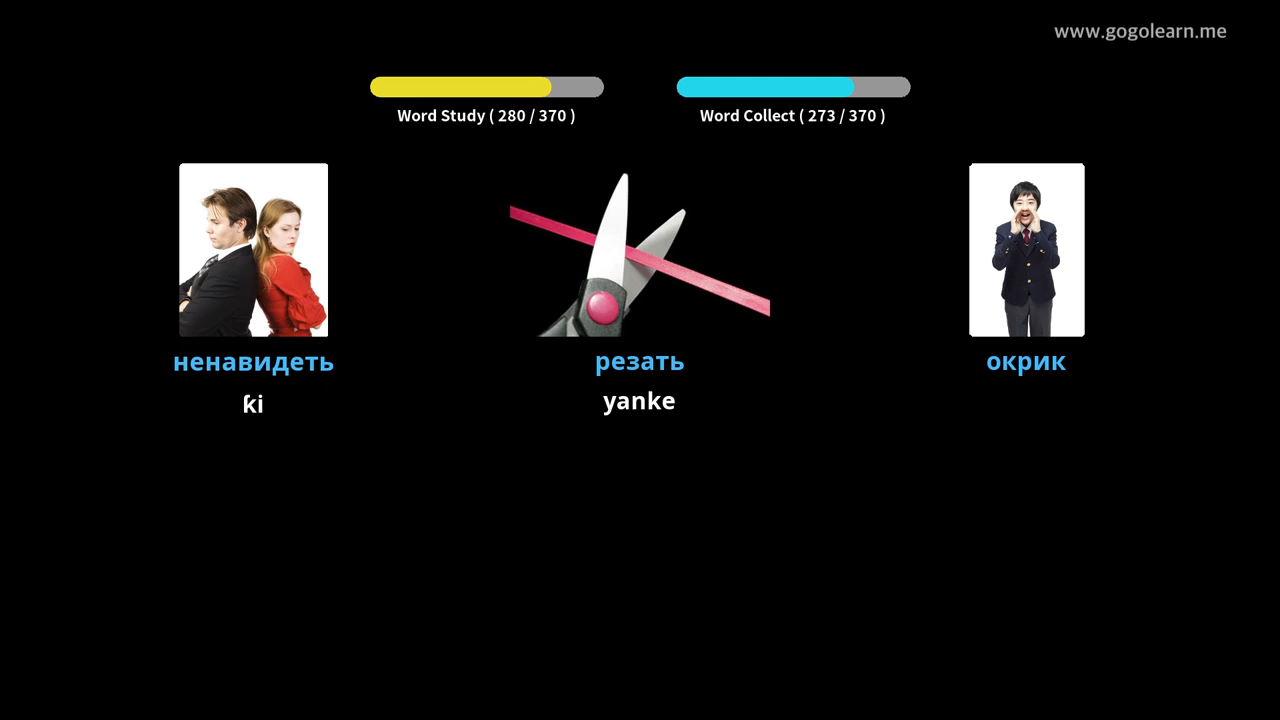 www.gogolearn.me
Word Study ( 280 / 370 )
Word Collect ( 273 / 370 )
ненавидеть
резать
окрик
ƙi
yanke